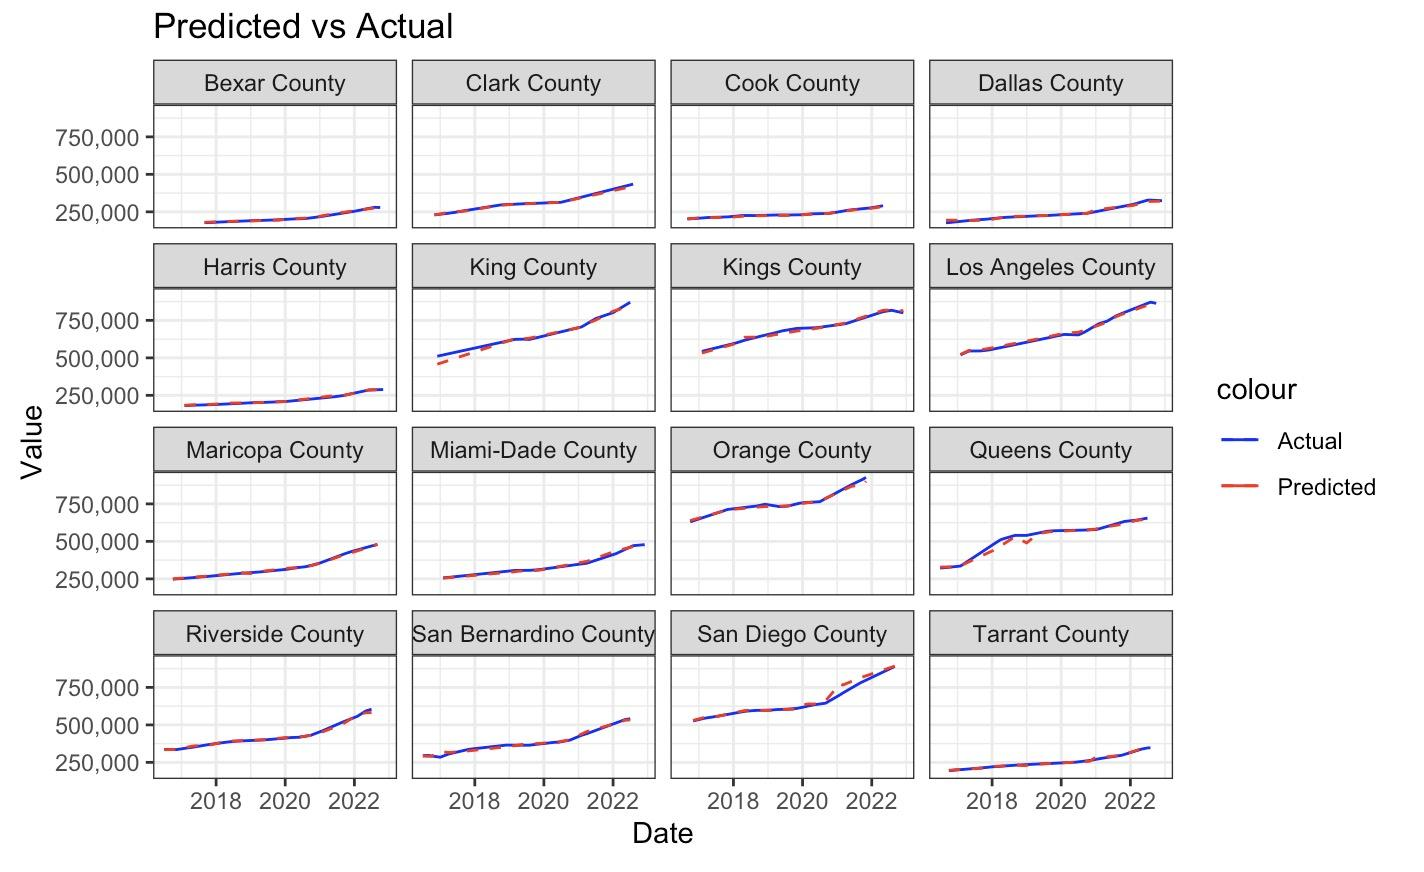 Predicted vs Actual
Bexar County
Clark County
Cook County
Dallas County
750,000
500,000
250,000
Harris County
King County
Kings County
Los Angeles County
750,000
500,000
250,000
Maricopa County
Miami-Dade County
Orange County
Queens County
750,000
500,000
250,000
Riverside County
San Bernardino County
San Diego County
Tarrant County
750,000
500,000
250,000
2018 2020 2022
2018 2020 2022
2018 2020 2022
2018 2020 2022
Date
Value
colour
Actual
Predicted